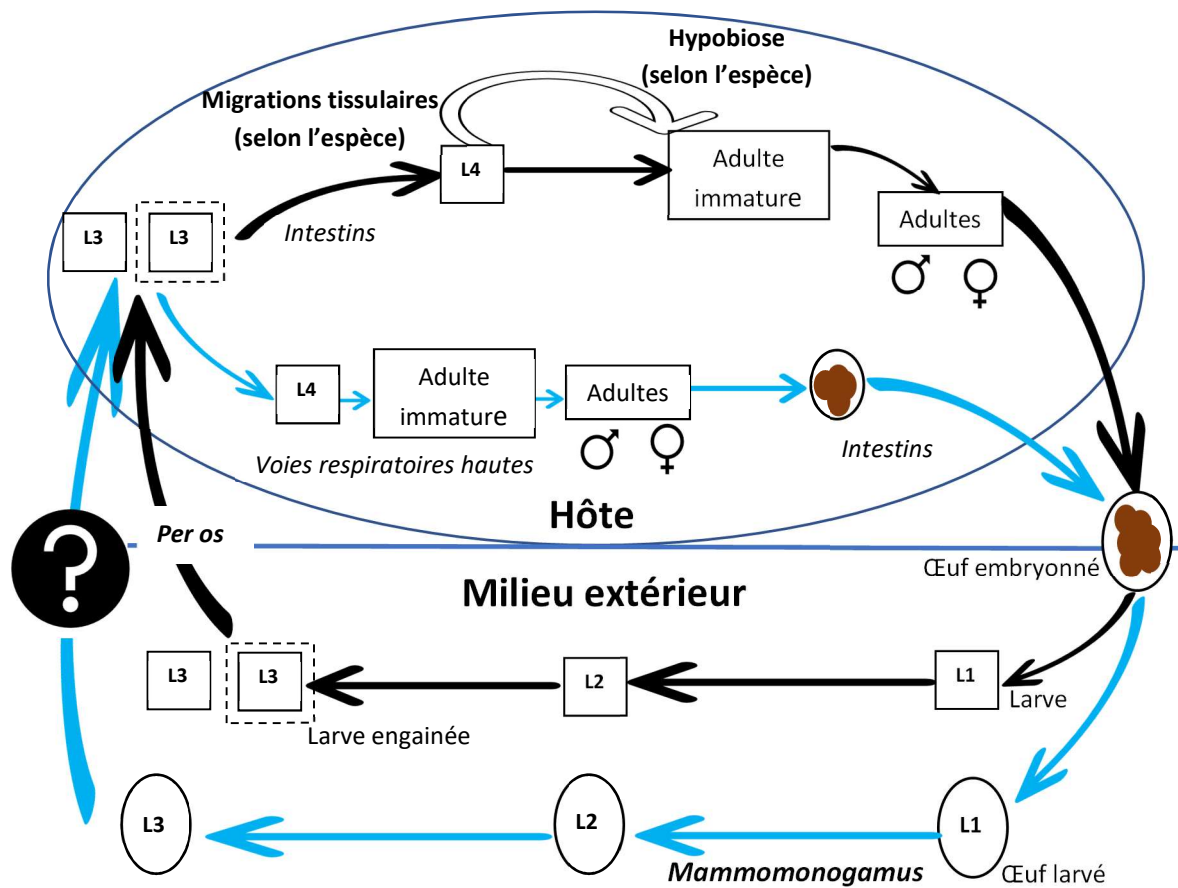 Hypobiose
(selon l’espèce)
Migrations tissulaires
(selon l’espèce)
L4
Adulte
immature
L3
L3
Intestins
Adultes
♂ ♀
L4
Adulte
immature
Adultes
♂ ♀
Voies respiratoires hautes
Intestins
Hôte
?
Per os
Œuf embryonné
Milieu extérieur
L3
L3
L2
L1
Larve
Larve engainée
L3
L2
L1
Mammomonogamus
Œuf larvé